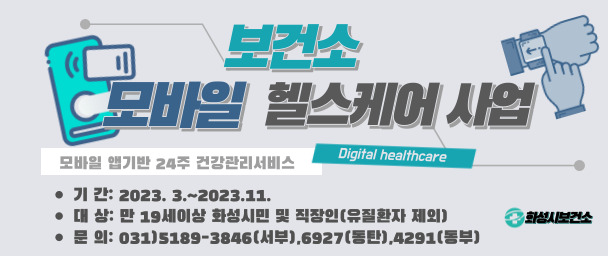 보건소
모바일 헬스케어 사업
Digital healthcare
모바일 앱기반 24주 건강관리서비스
• 기 간: 2023. 3.~2023.11.
• 대 상: 만 19세이상 화성시민 및 직장인(유질환자 제외)
• 문 의: 031)5189-3846(서부),6927(동탄),4291(동부)
화성시보건소